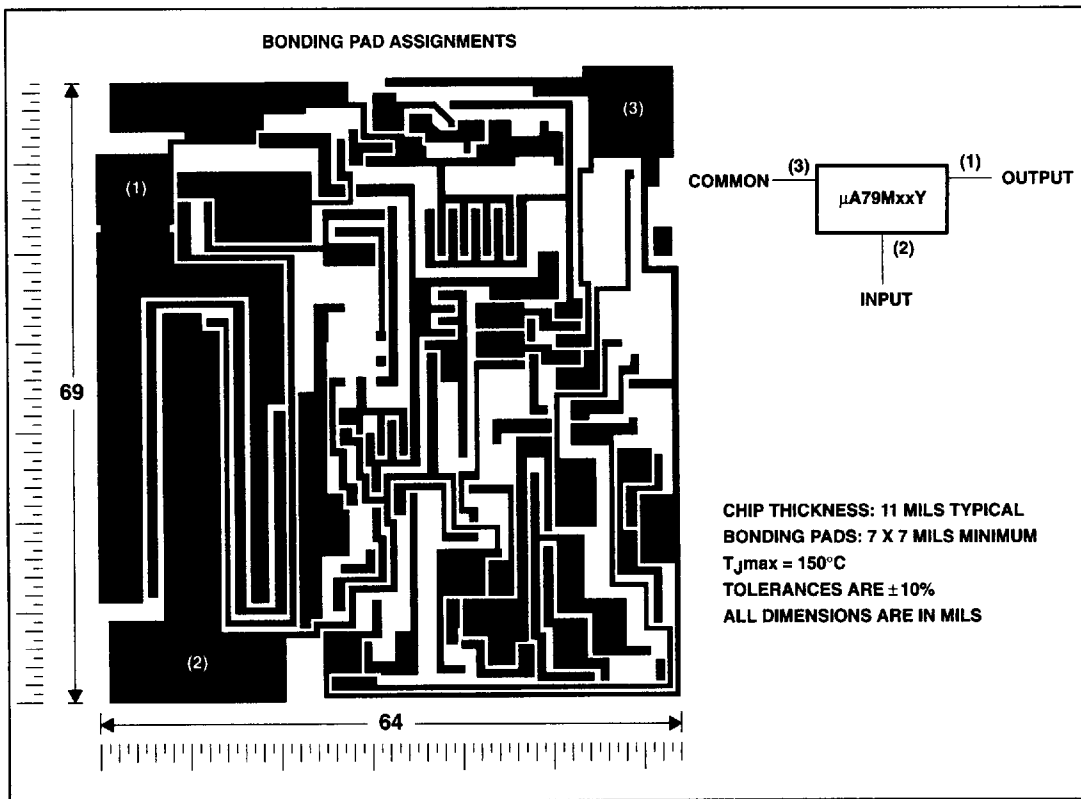 BONDING PAD ASSIGNMENTS
(3)
(1)
(2)
69
64
COMMON
(3)
μA79MxxY
(1)
OUTPUT
(2)
INPUT
CHIP THICKNESS: 11 MILS TYPICAL
BONDING PADS: 7 X 7 MILS MINIMUM
TJmax = 150°C
TOLERANCES ARE ±10%
ALL DIMENSIONS ARE IN MILS